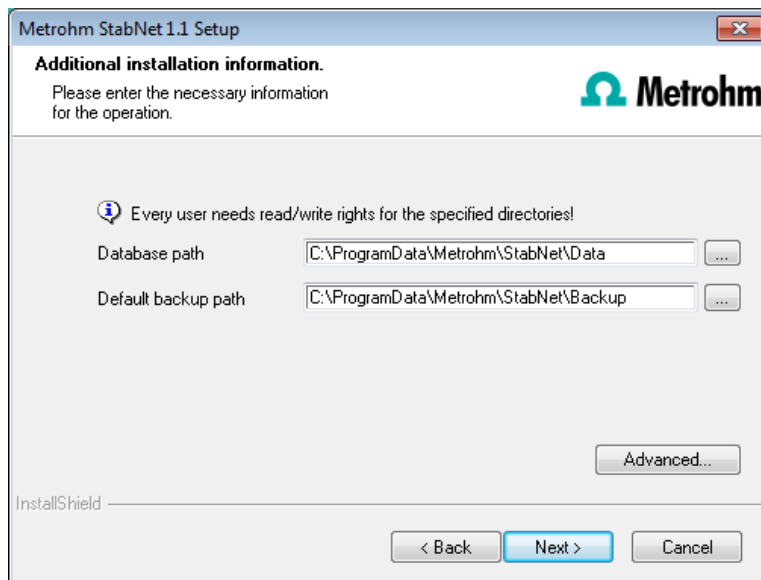 Metrohm StabNet 1.1 Setup
Additional installation information.
Please enter the necessary information
for the operation.
Metrohm
Every user needs read/write rights for the specified directories!
Database path
C:\ProgramData\Metrohm\StabNet\Data
...
Default backup path
C:\ProgramData\Metrohm\StabNet\Backup
...
Advanced...
InstallShield
< Back
Next >
Cancel